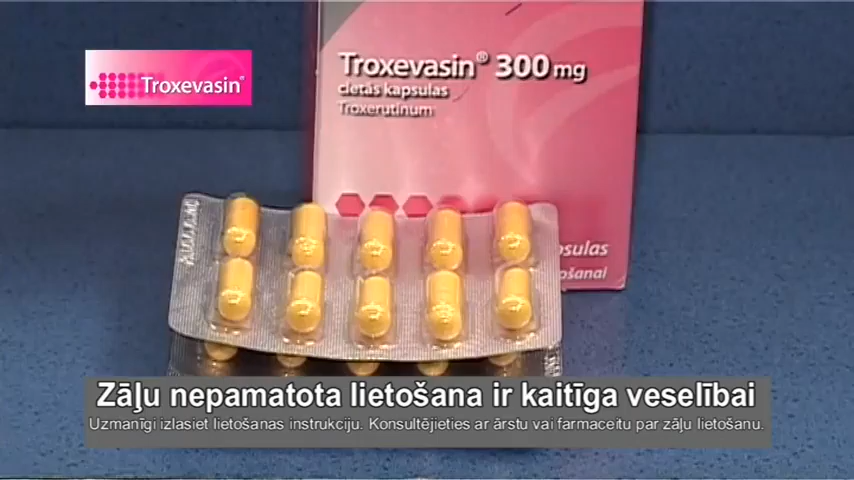 Troxevasin®
Troxevasin® 300 mg
cietās kapsulas
Troxerutinum
kapsulas
Zāļu nepamatota lietošana ir kaitīga veselībai
Uzmanīgi izlasiet lietošanas instrukciju. Konsultējieties ar ārstu vai farmaceitu par zāļu lietošanu.